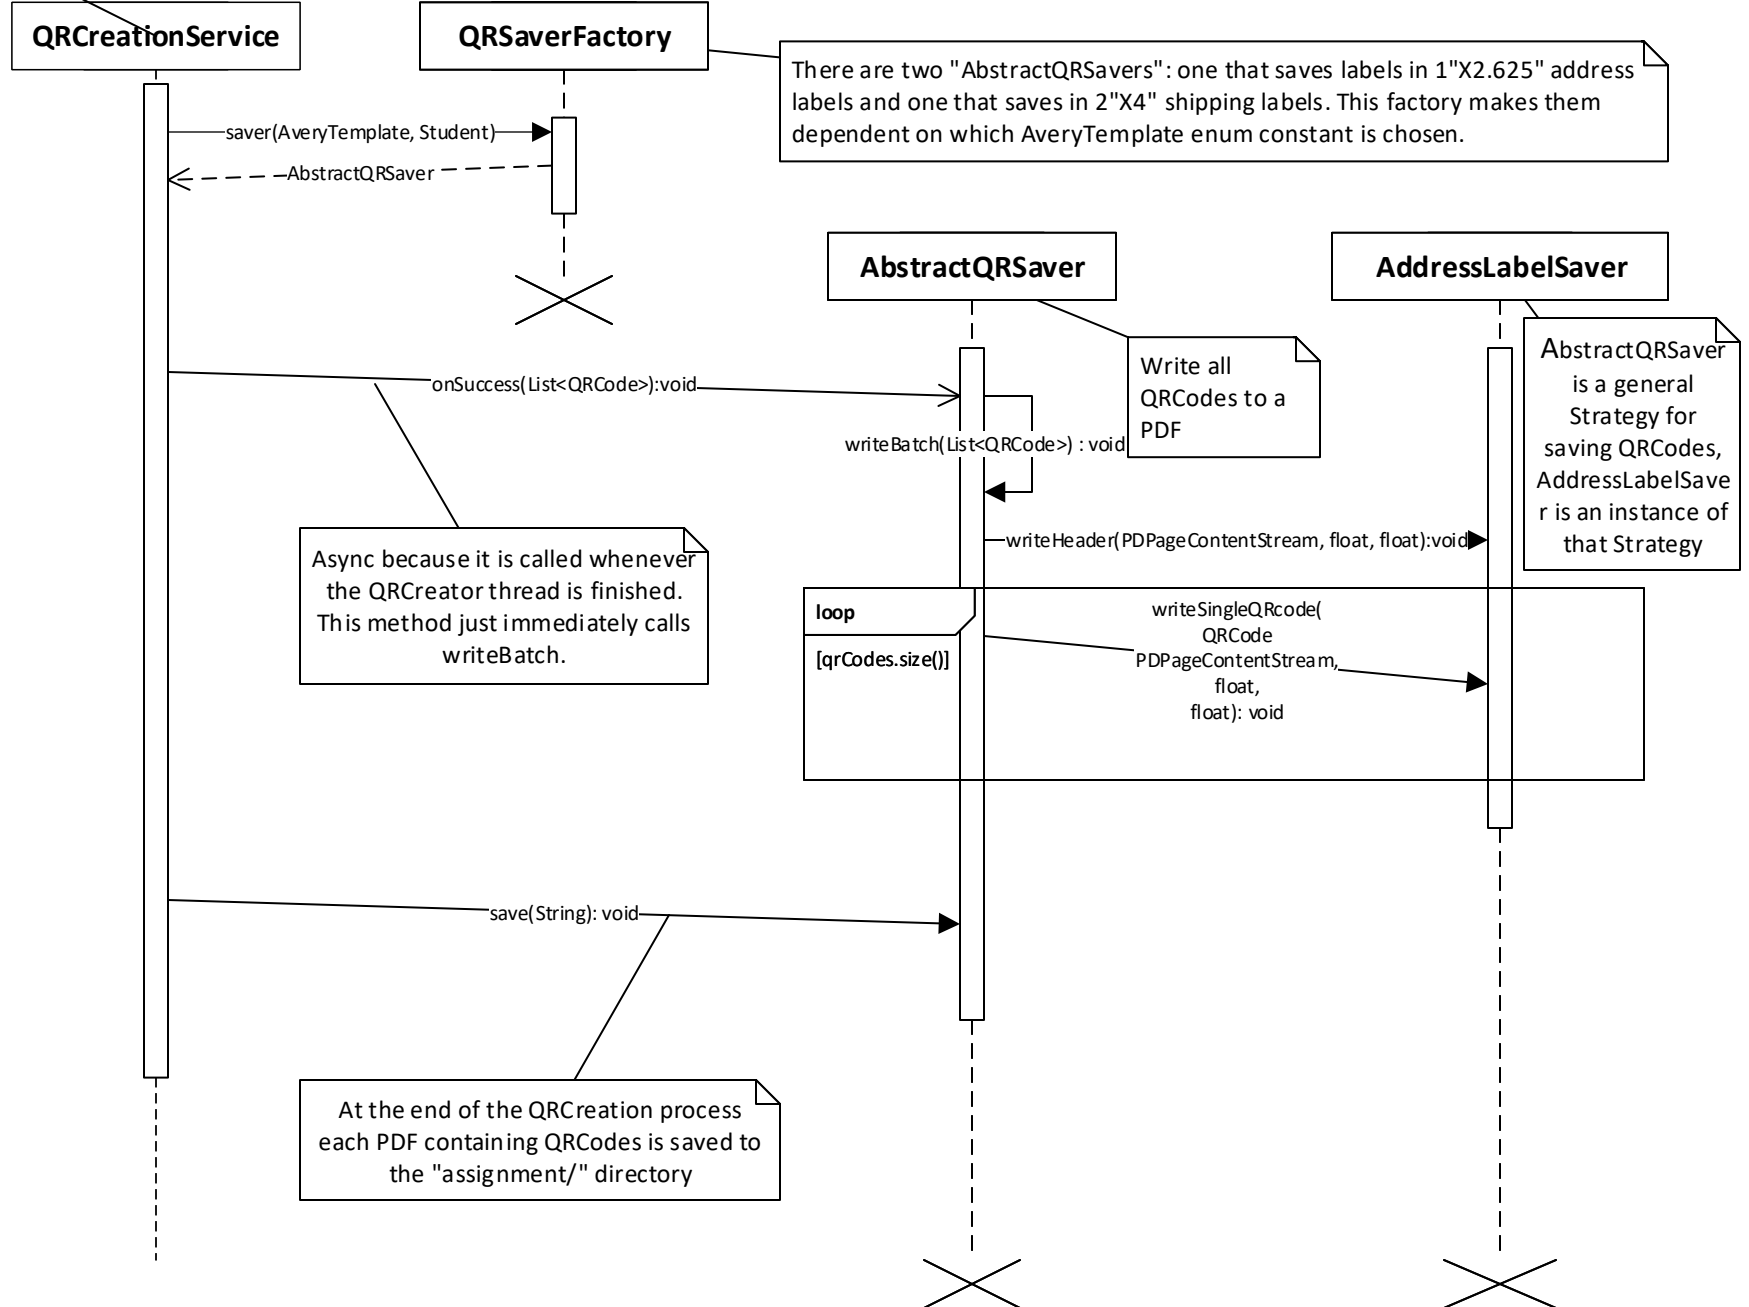 QRCreationService
QRSaverFactory
There are two "AbstractQRSavers": one that saves labels in 1"X2.625" address
labels and one that saves in 2"X4" shipping labels. This factory makes them
dependent on which AveryTemplate enum constant is chosen.
saver(AveryTemplate, Student)
AbstractQRSaver
AbstractQRSaver
AddressLabelSaver
Write all
QRCodes to a
PDF
AbstractQRSaver
is a general
Strategy for
saving QRCodes,
AddressLabelSave
r is an instance of
that Strategy
onSuccess(List<QRCode>):void
writeBatch(List<QRCode>) : void
writeHeader(PDPageContentStream, float, float):void
Async because it is called whenever
the QRCreator thread is finished.
This method just immediately calls
writeBatch.
loop
[qrCodes.size()]
writeSingleQRcode(
QRCode
PDPageContentStream,
float,
float): void
save(String): void
At the end of the QRCreation process
each PDF containing QRCodes is saved to
the "assignment/" directory